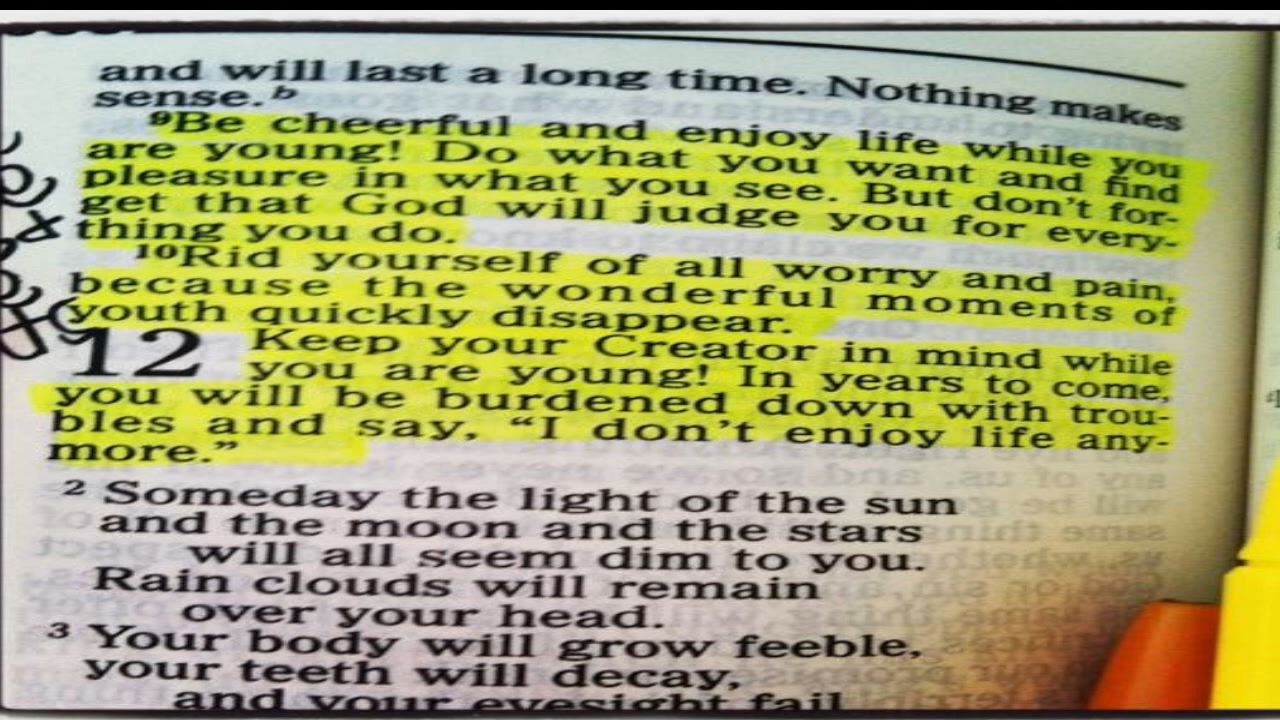 and will last a long time. Nothing makes
sense.ᵇ
⁹Be cheerful and enjoy life while you
are young! Do what you want and find
pleasure in what you see. But don't for-
get that God will judge you for every-
thing you do.
¹⁰Rid yourself of all worry and pain,
because the wonderful moments of
youth quickly disappear.
12 Keep your Creator in mind while
you are young! In years to come,
you will be burdened down with trou-
bles and say, “I don't enjoy life any-
more.”
² Someday the light of the sun
and the moon and the stars
will all seem dim to you.
Rain clouds will remain
over your head.
³ Your body will grow feeble,
your teeth will decay,
and your eyesight fail